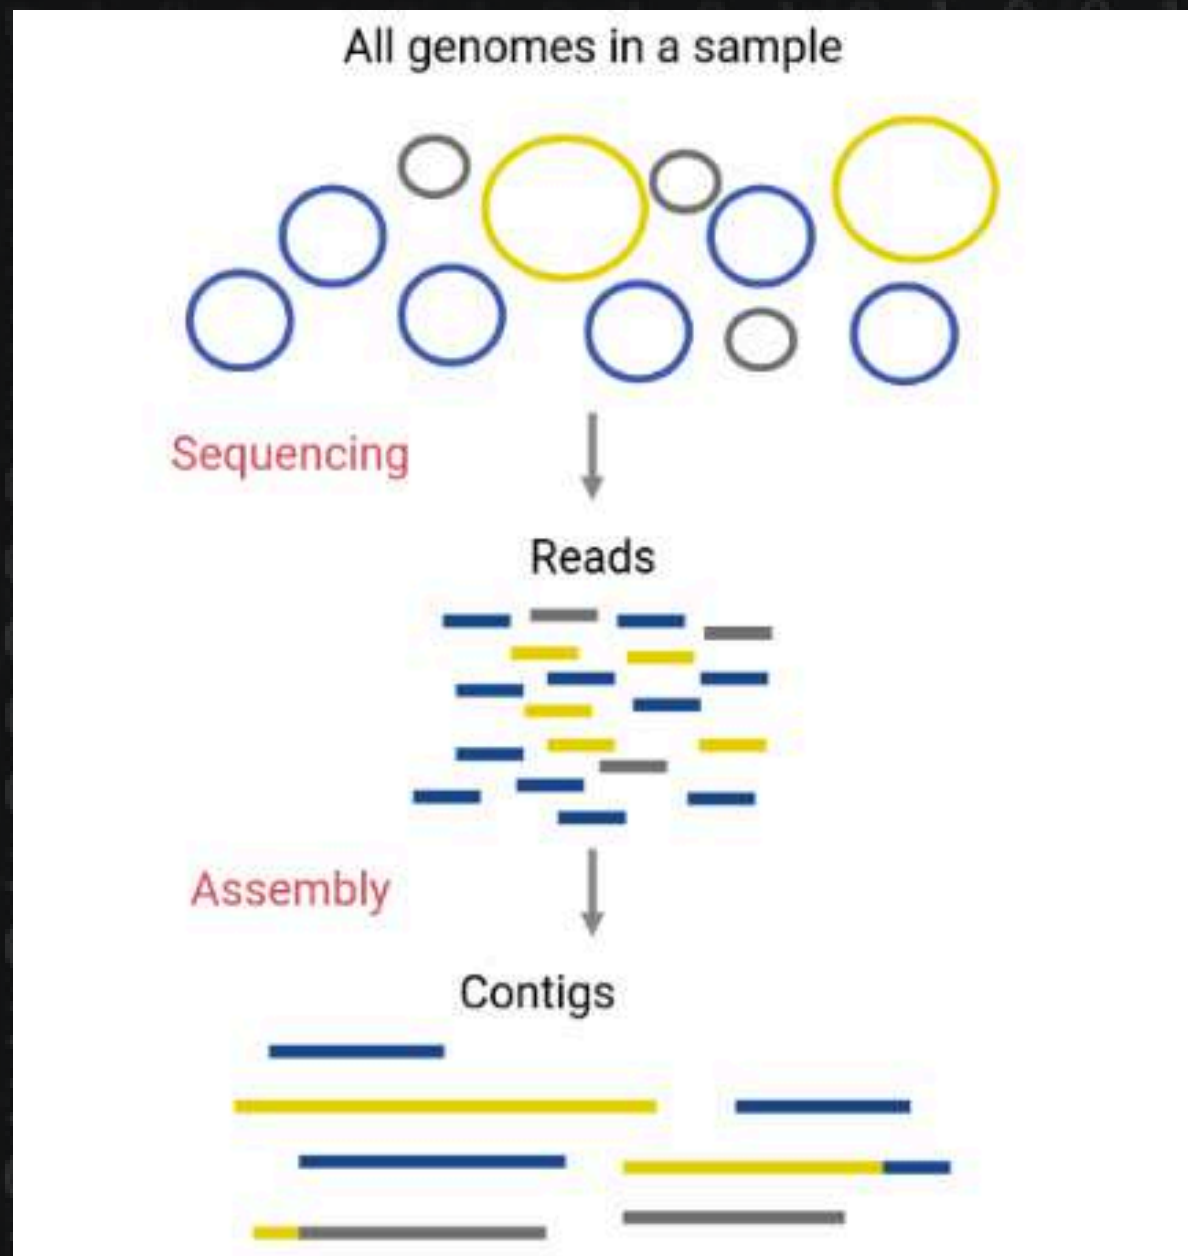 All genomes in a sample
Sequencing
Reads
Assembly
Contigs